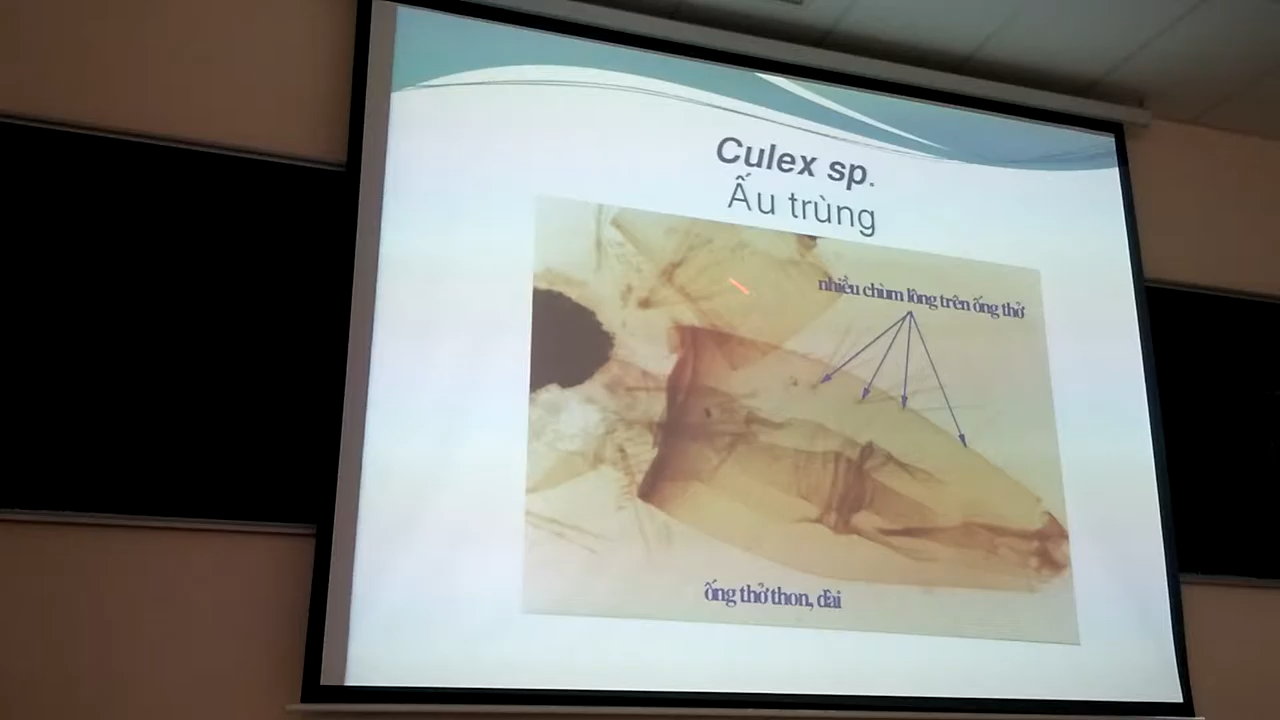 Culex sp.
Ấu trùng
nhiều chùm lông trên ống thở
ống thở thon, dài